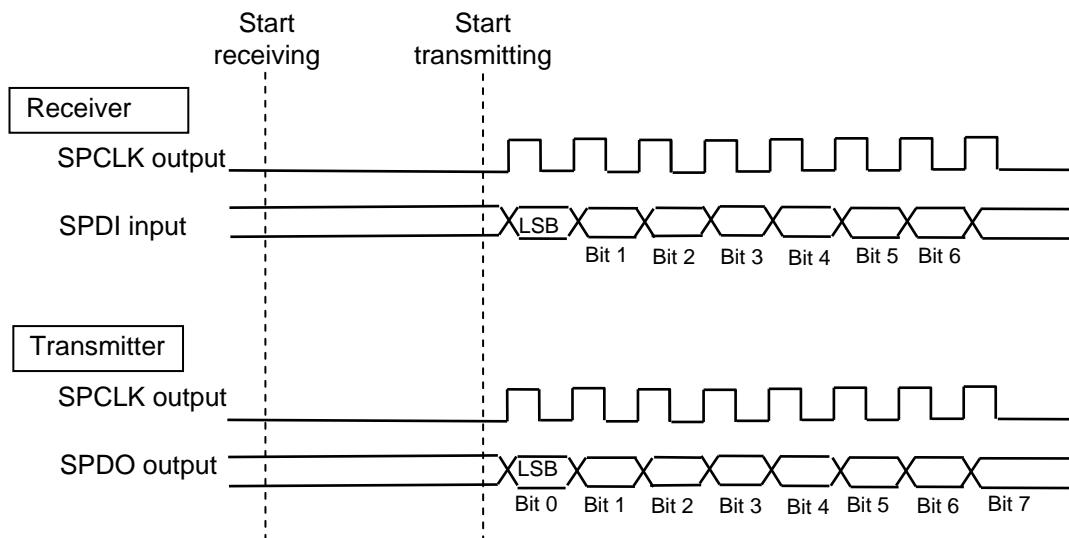 Start receiving
Start transmitting
Receiver
SPCLK output
SPDI input
LSB
Bit 1 Bit 2 Bit 3 Bit 4 Bit 5 Bit 6
Transmitter
SPCLK output
SPDO output
LSB
Bit 0 Bit 1 Bit 2 Bit 3 Bit 4 Bit 5 Bit 6 Bit 7